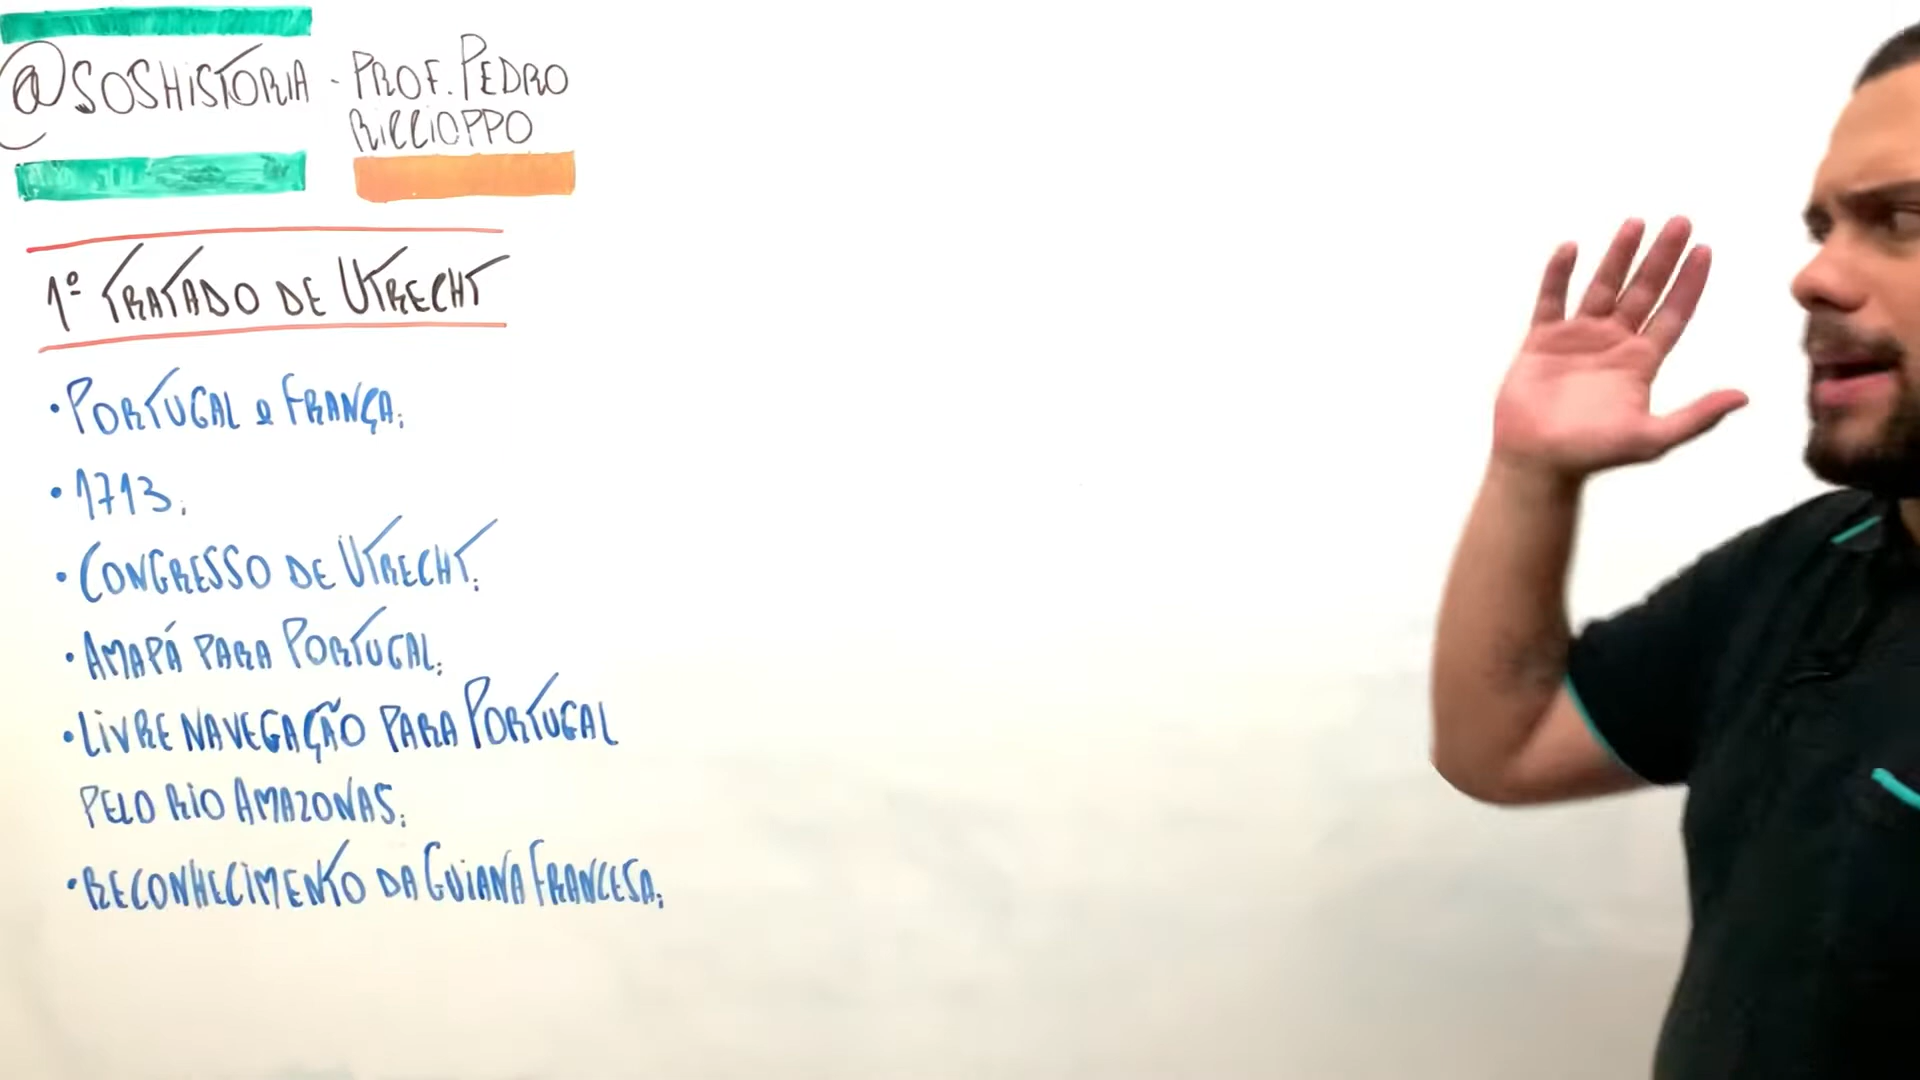 @SOSHISTORIA - PROF. PEDRO
RICCIOPPO
1º TRATADO DE UTRECHT
• PORTUGAL e FRANÇA;
• 1713;
• CONGRESSO DE UTRECHT;
• AMAPÁ PARA PORTUGAL;
• LIVRE NAVEGAÇÃO PARA PORTUGAL
PELO RIO AMAZONAS;
• RECONHECIMENTO DA GUIANA FRANCESA;